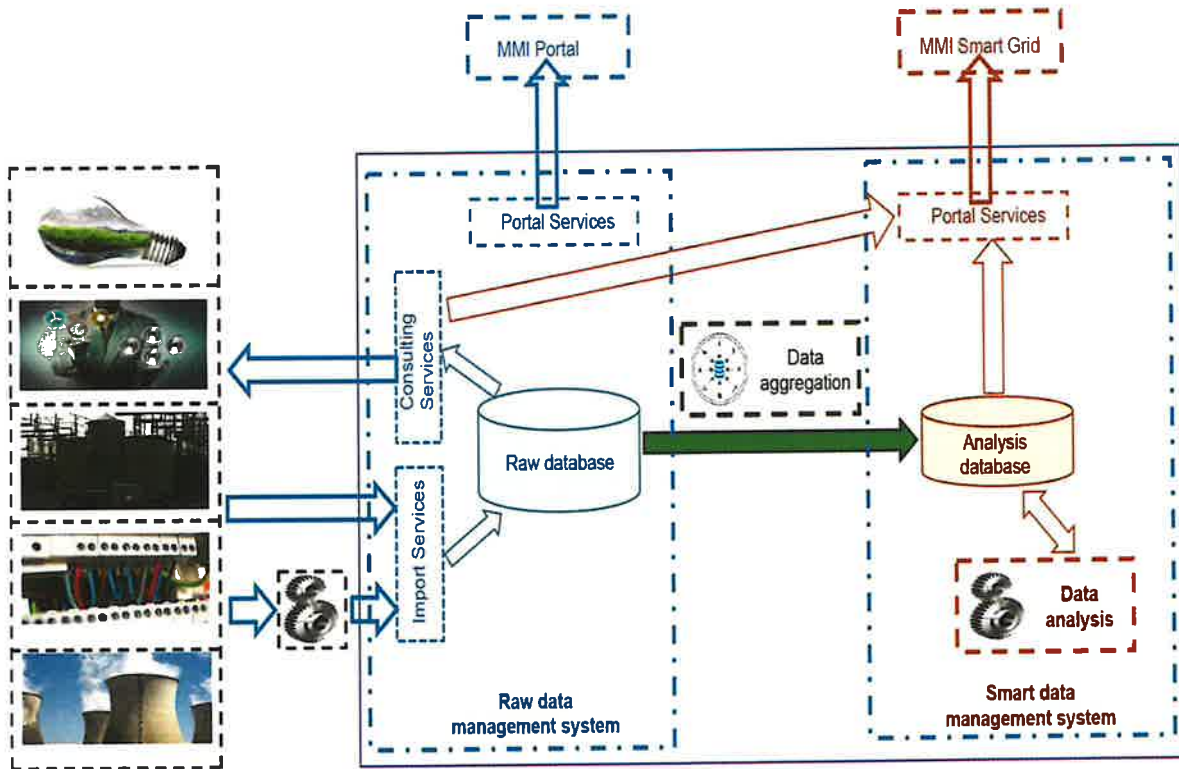 MMI Portal
MMI Smart Grid
Portal Services
Portal Services
Consulting
Services
Data
aggregation
Raw database
Analysis
database
Import Services
Data
analysis
Raw data
management system
Smart data
management system